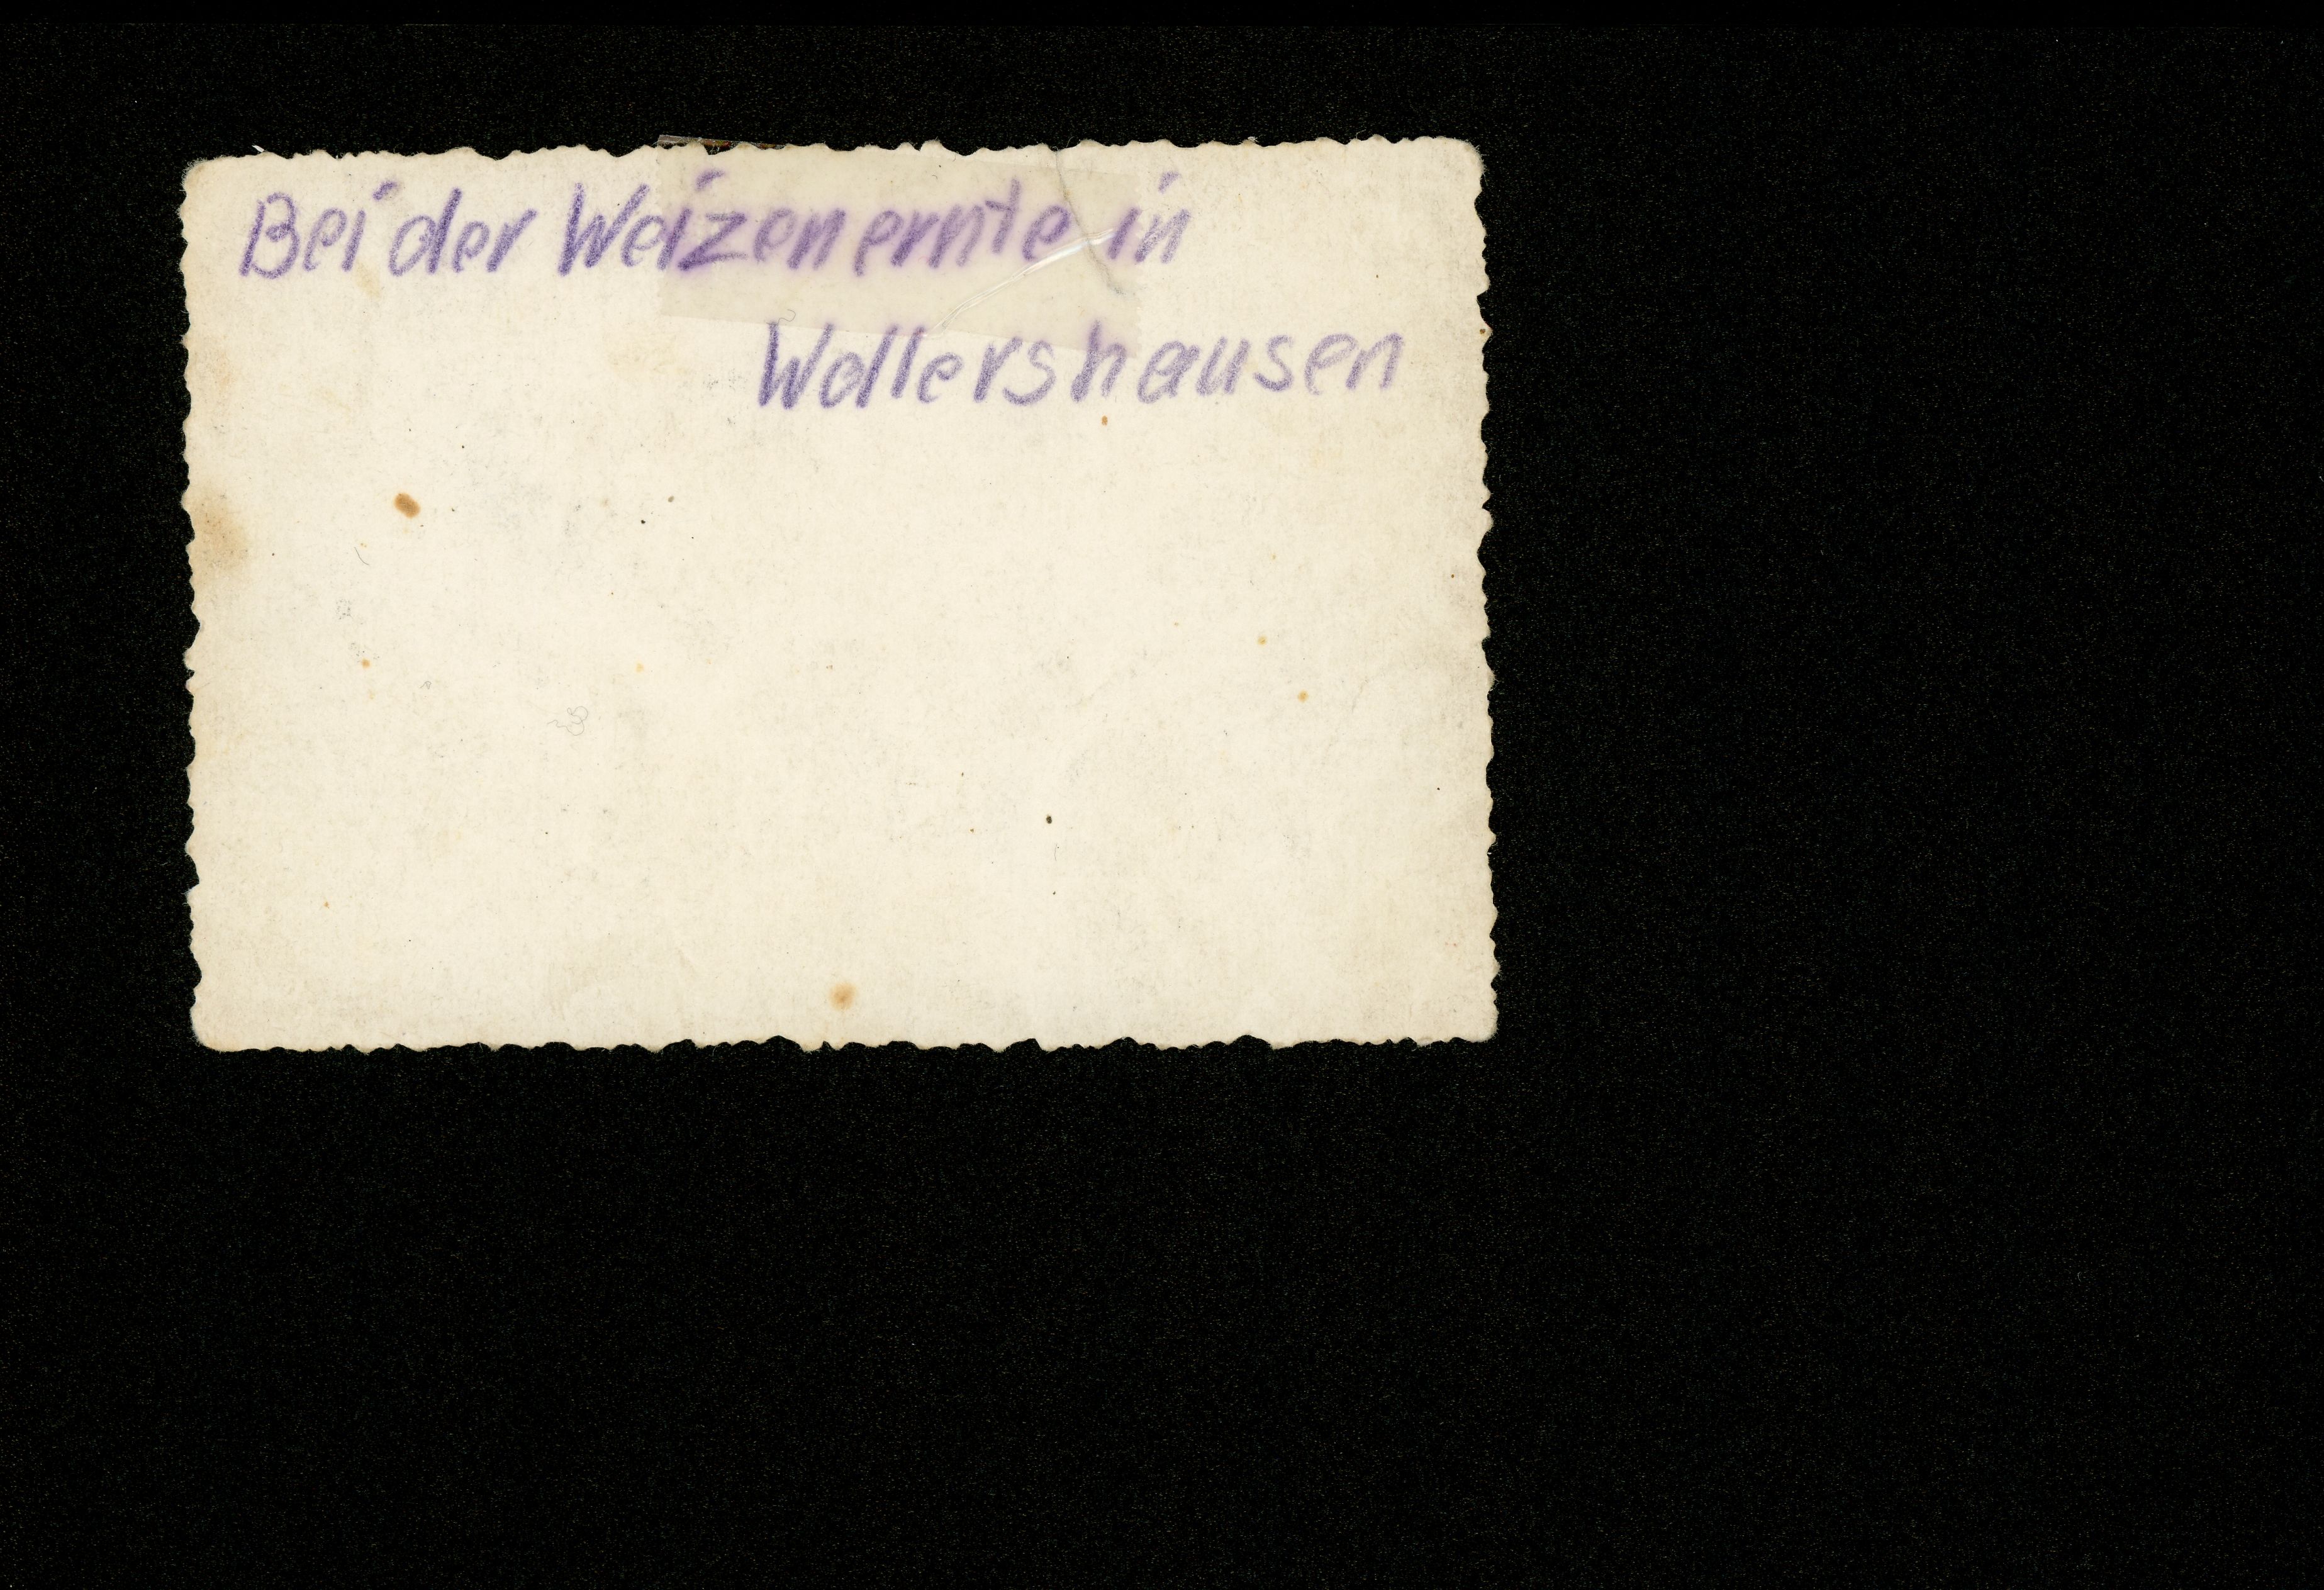 Bei der Weizenernte in
Wollershausen